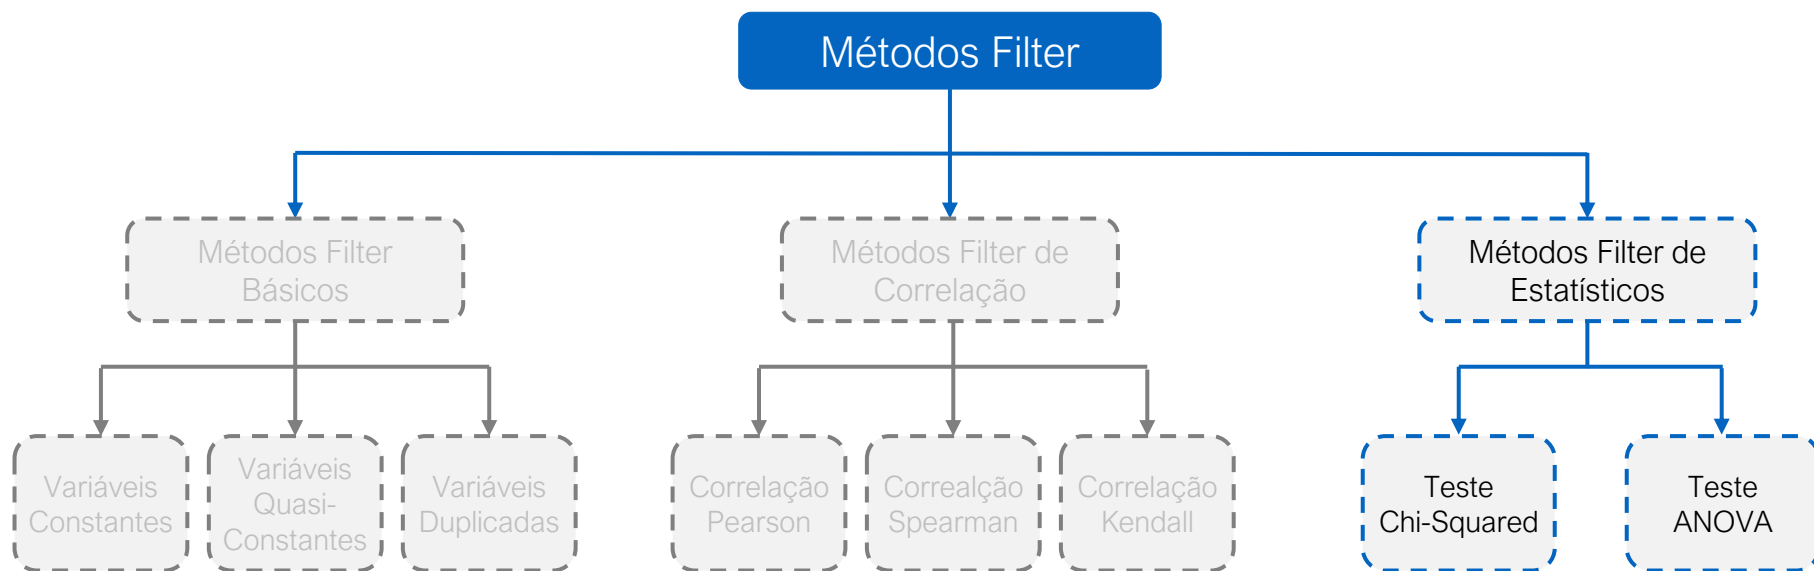 Métodos Filter
Métodos Filter
Básicos
Métodos Filter de
Correlação
Métodos Filter de
Estatísticos
Variáveis
Constantes
Variáveis
Quasi-
Constantes
Variáveis
Duplicadas
Correlação
Pearson
Correalção
Spearman
Correlação
Kendall
Teste
Chi-Squared
Teste
ANOVA